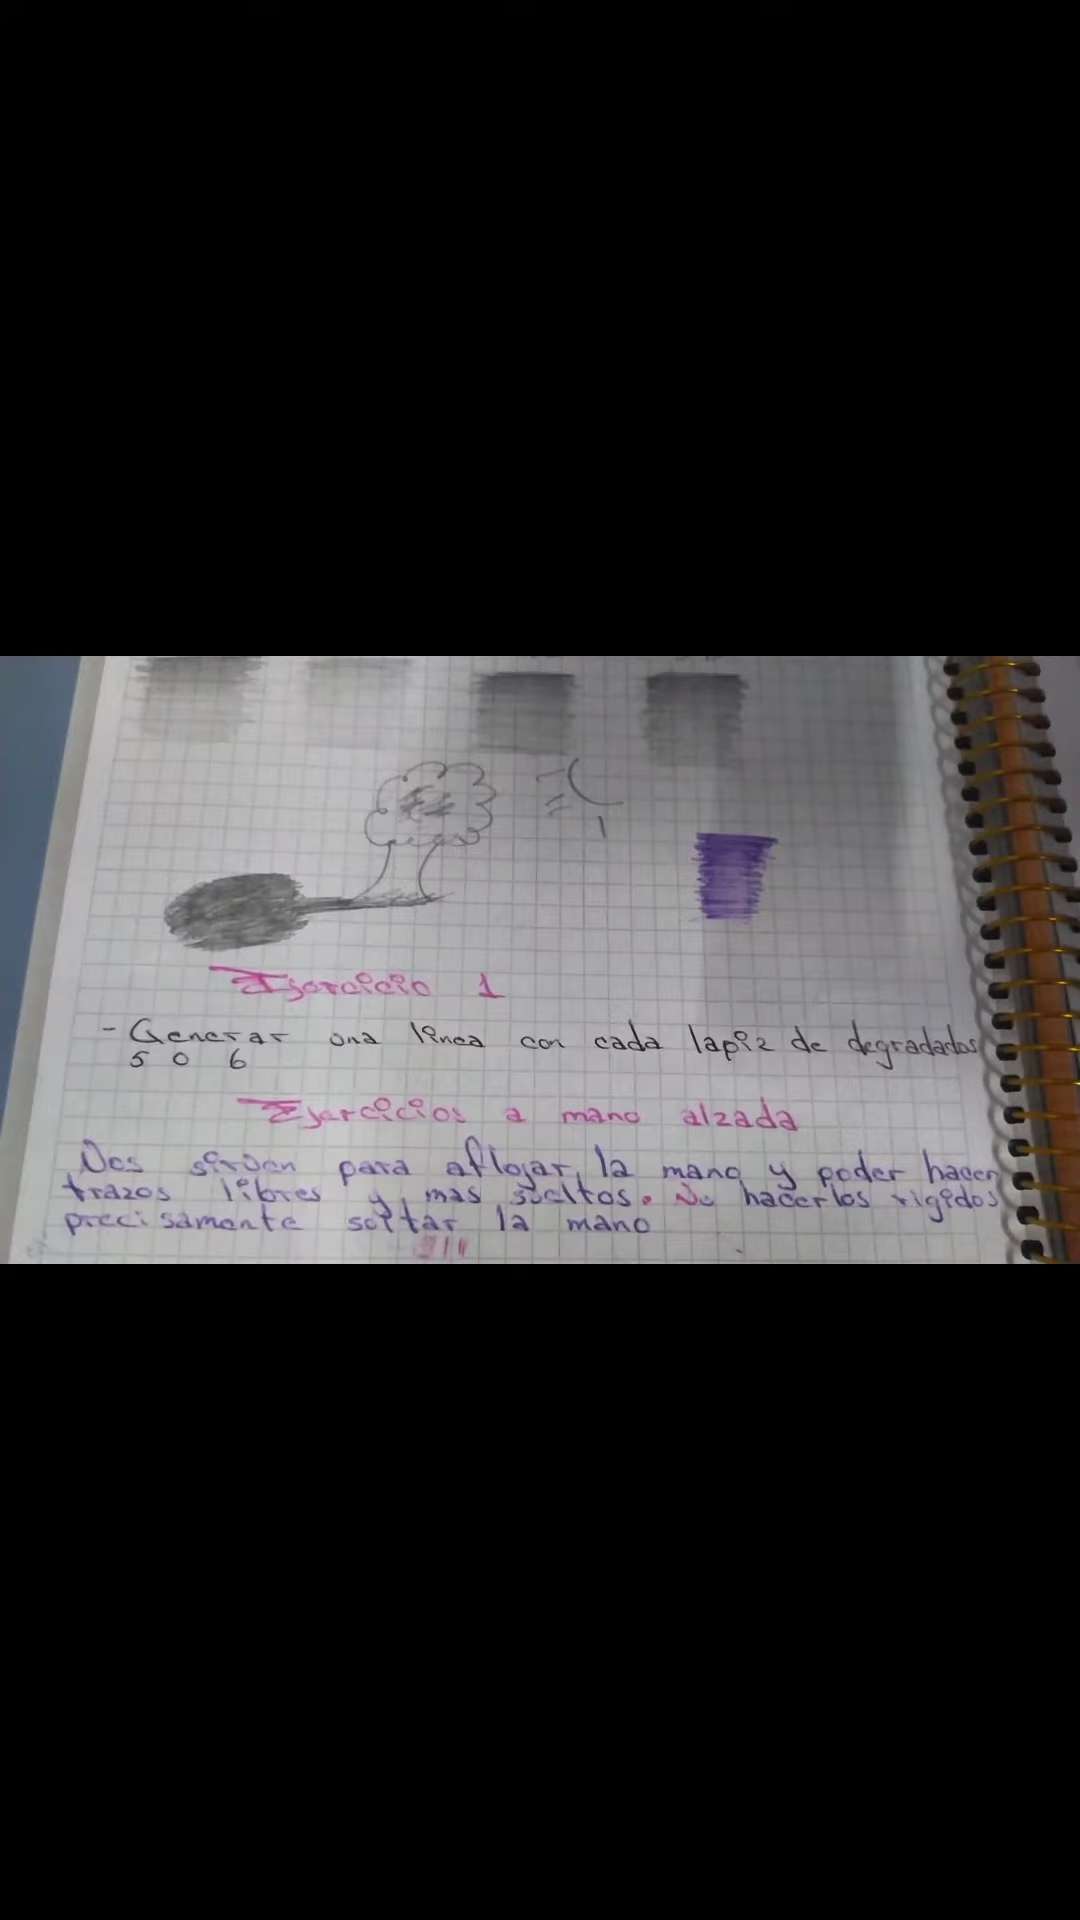 Ejercicio 1
- Generar una linea con cada lapiz de degradados
5 o 6
Ejercicios a mano alzada
Nos sirven para aflojar la mano y poder hacer
trazos libres y mas sueltos. No hacerlos rigidos
precisamente soltar la mano